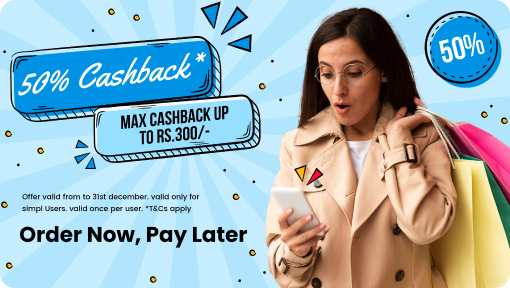 50% Cashback*
MAX CASHBACK UP
TO RS.300/-
50%
Offer valid from to 31st december. valid only for
simpl Users. valid once per user. *T&Cs apply
Order Now, Pay Later